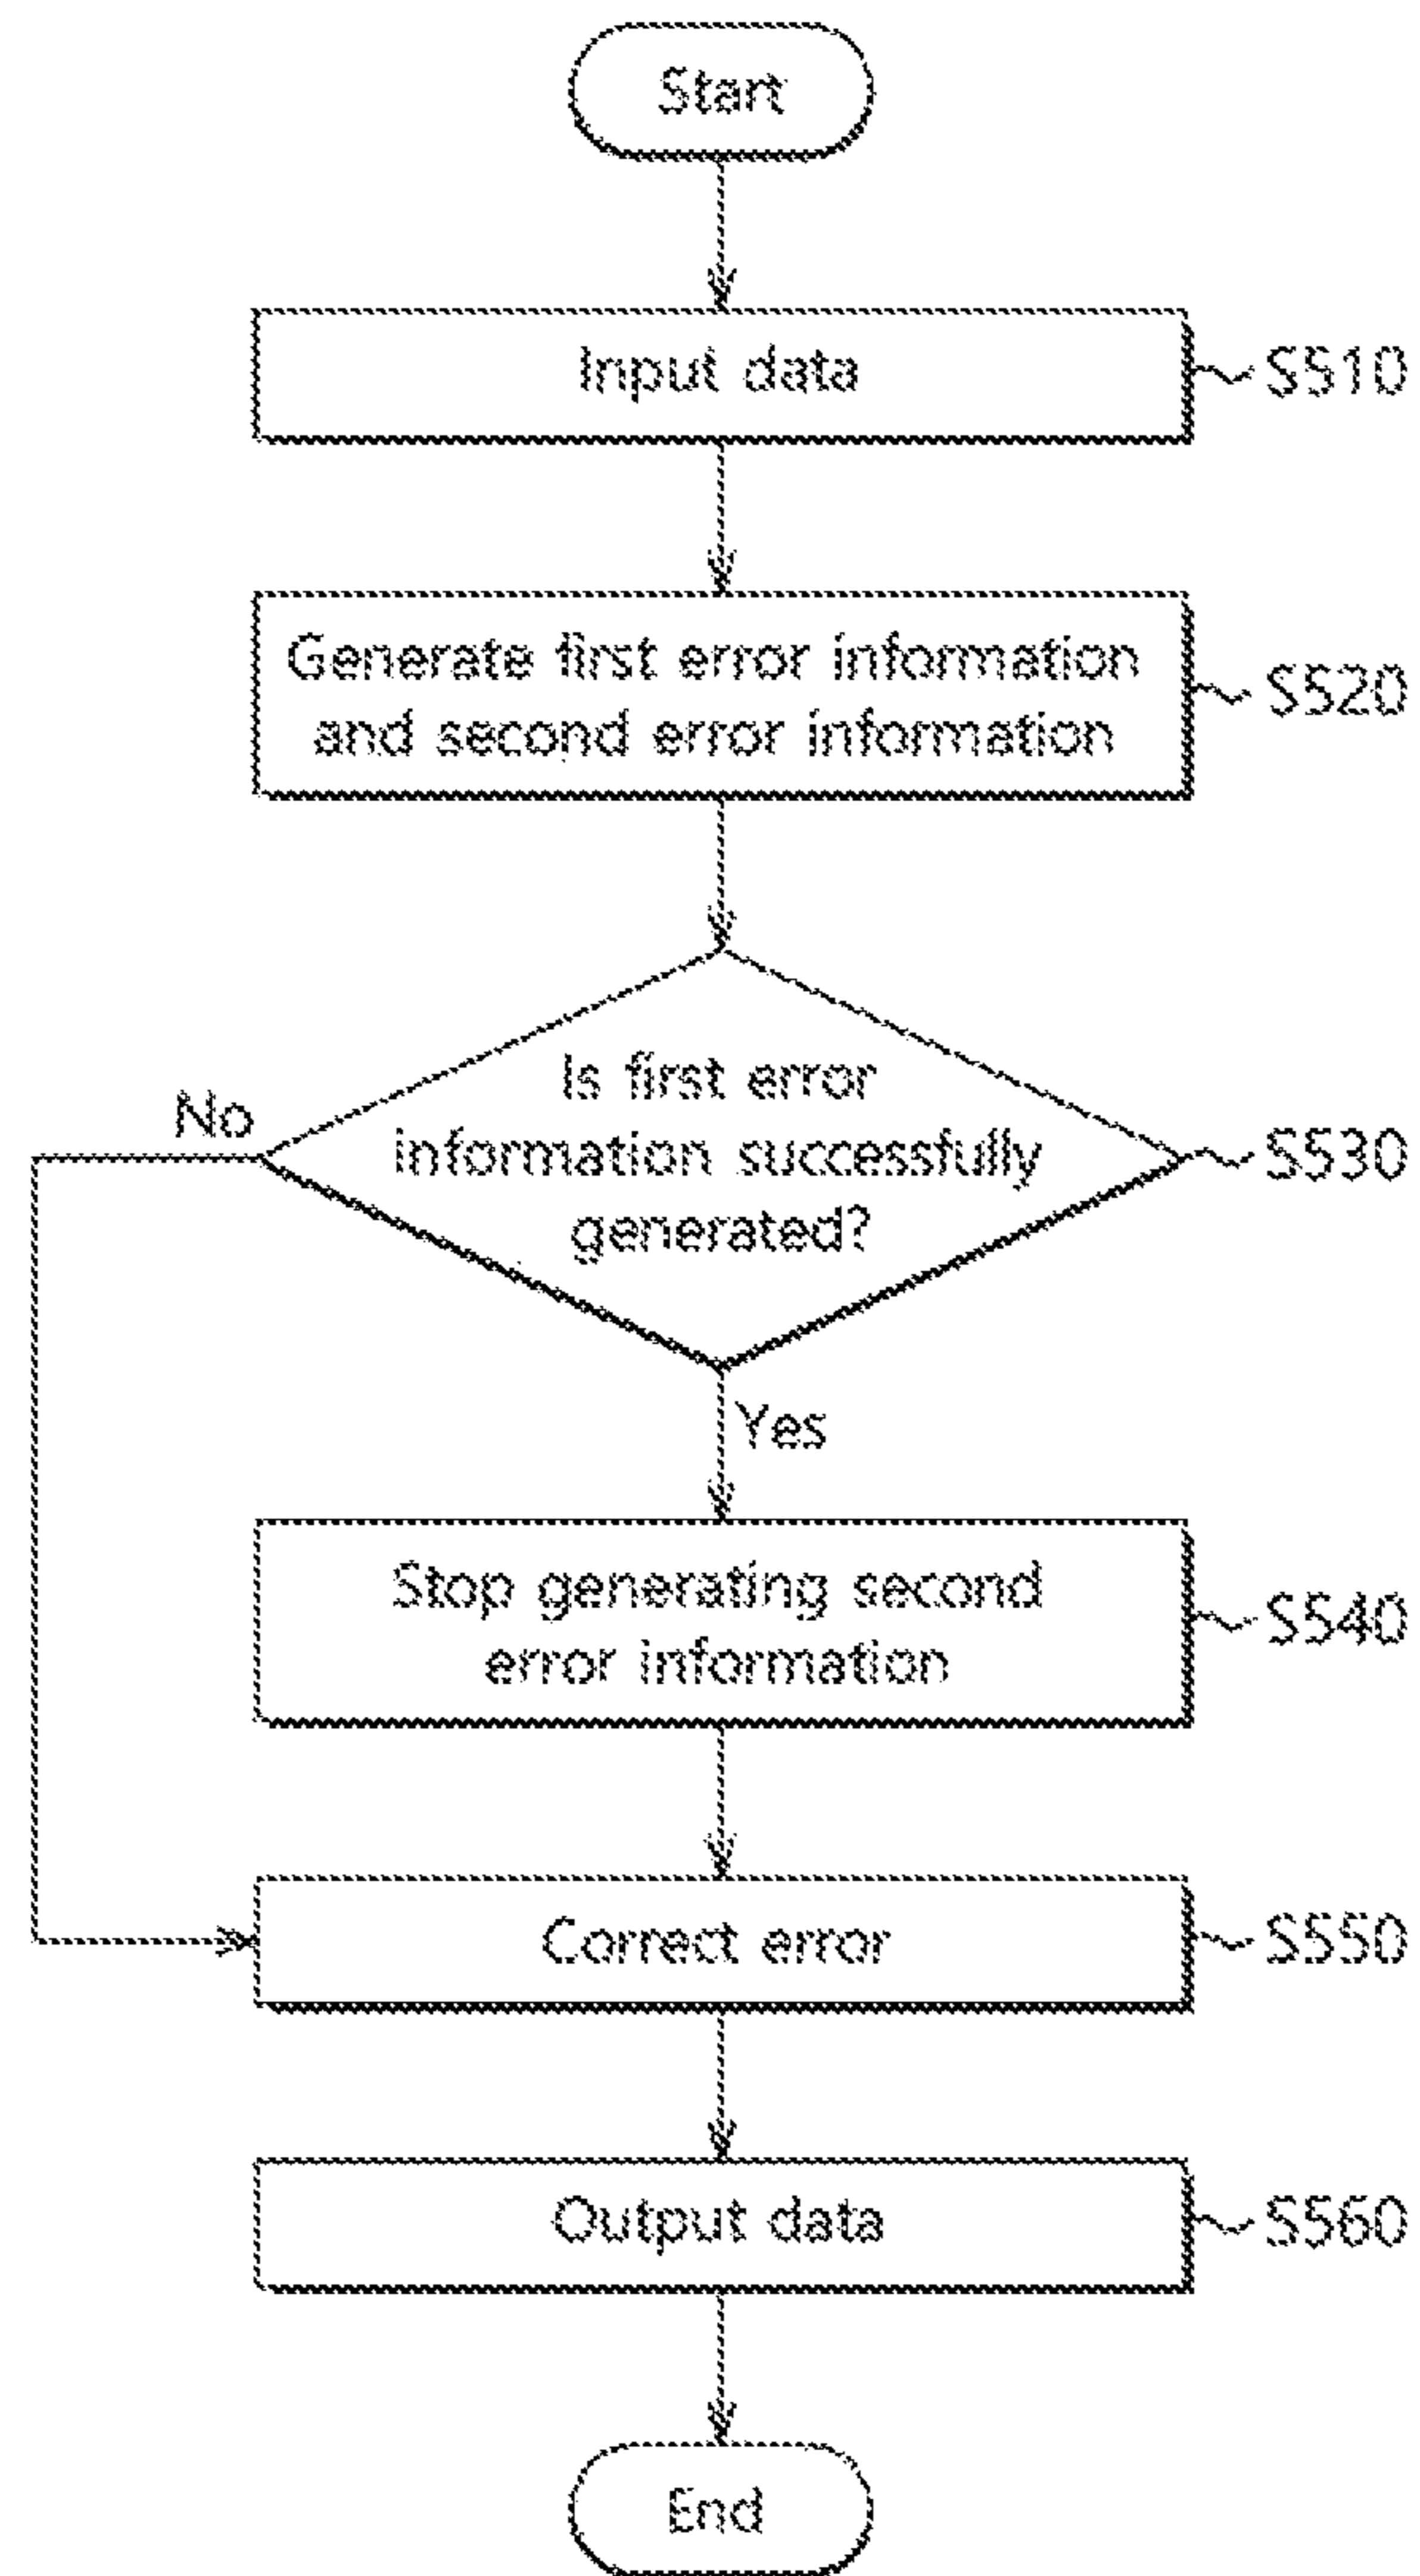 Start
Input data
S510
Generate first error information
and second error information
S520
Is first error
information successfully
generated?
S530
No
Yes
Stop generating second
error information
S540
Correct error
S550
Output data
S560
End